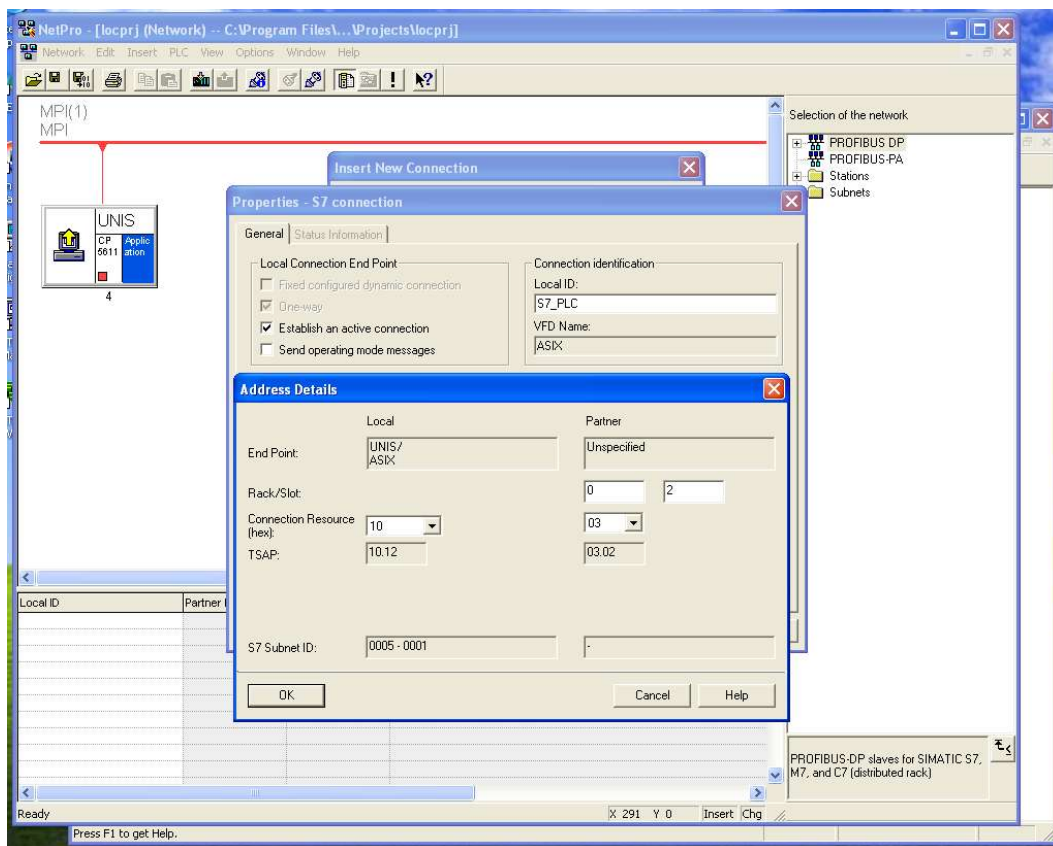 NetPro - [locprj (Network) -- C:\Program Files\...\Projects\locprj]
Network Edit Insert PLC View Options Window Help
MPI(1)
MPI
UNIS
CP 5611
Application
4
Selection of the network
PROFIBUS DP
PROFIBUS-PA
Stations
Subnets
Insert New Connection
Properties - S7 connection
General Status Information
Local Connection End Point
Fixed configured dynamic connection
One-way
Establish an active connection
Send operating mode messages
Connection identification
Local ID:
S7_PLC
VFD Name:
ASIX
Address Details
Local Partner
End Point: UNIS/ Unspecified
ASIX
Rack/Slot: 0 2
Connection Resource (hex): 10 03
TSAP: 10.12 03.02
S7 Subnet ID: 0005 - 0001 -
OK Cancel Help
Local ID Partner
PROFIBUS-DP slaves for SIMATIC S7,
M7, and C7 (distributed rack)
Ready X 291 Y 0 Insert Chg
Press F1 to get Help.